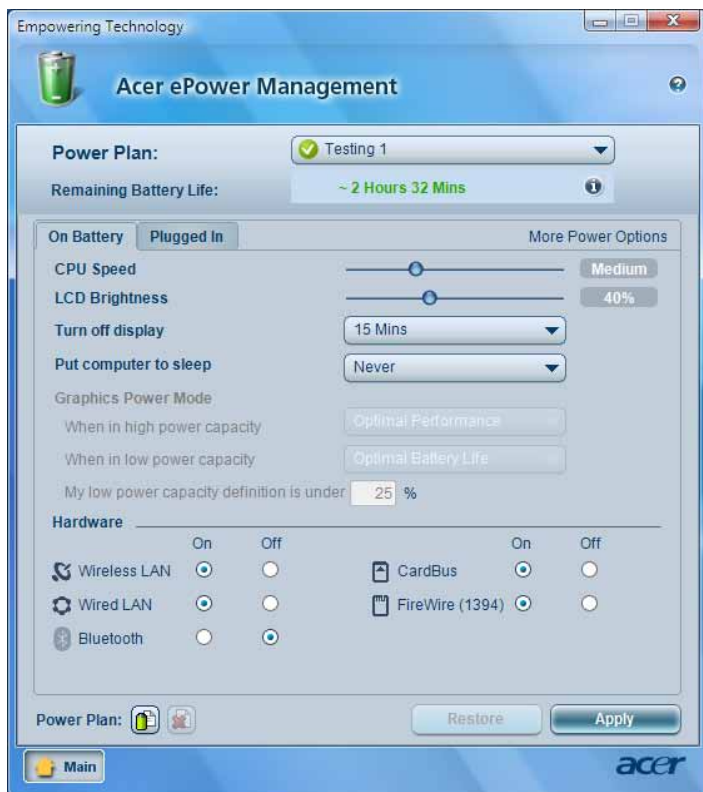 Empowering Technology
Acer ePower Management
Power Plan: Testing 1
Remaining Battery Life: ~ 2 Hours 32 Mins
On Battery Plugged In More Power Options
CPU Speed Medium
LCD Brightness 40%
Turn off display 15 Mins
Put computer to sleep Never
Graphics Power Mode
When in high power capacity Optimal Performance
When in low power capacity Optimal Battery Life
My low power capacity definition is under 25 %
Hardware
On Off On Off
Wireless LAN CardBus
Wired LAN FireWire (1394)
Bluetooth
Power Plan: Restore Apply
Main acer